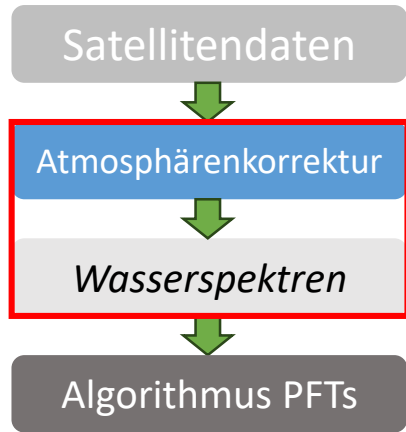 Satellitendaten
Atmosphärenkorrektur
Wasserspektren
Algorithmus PFTs